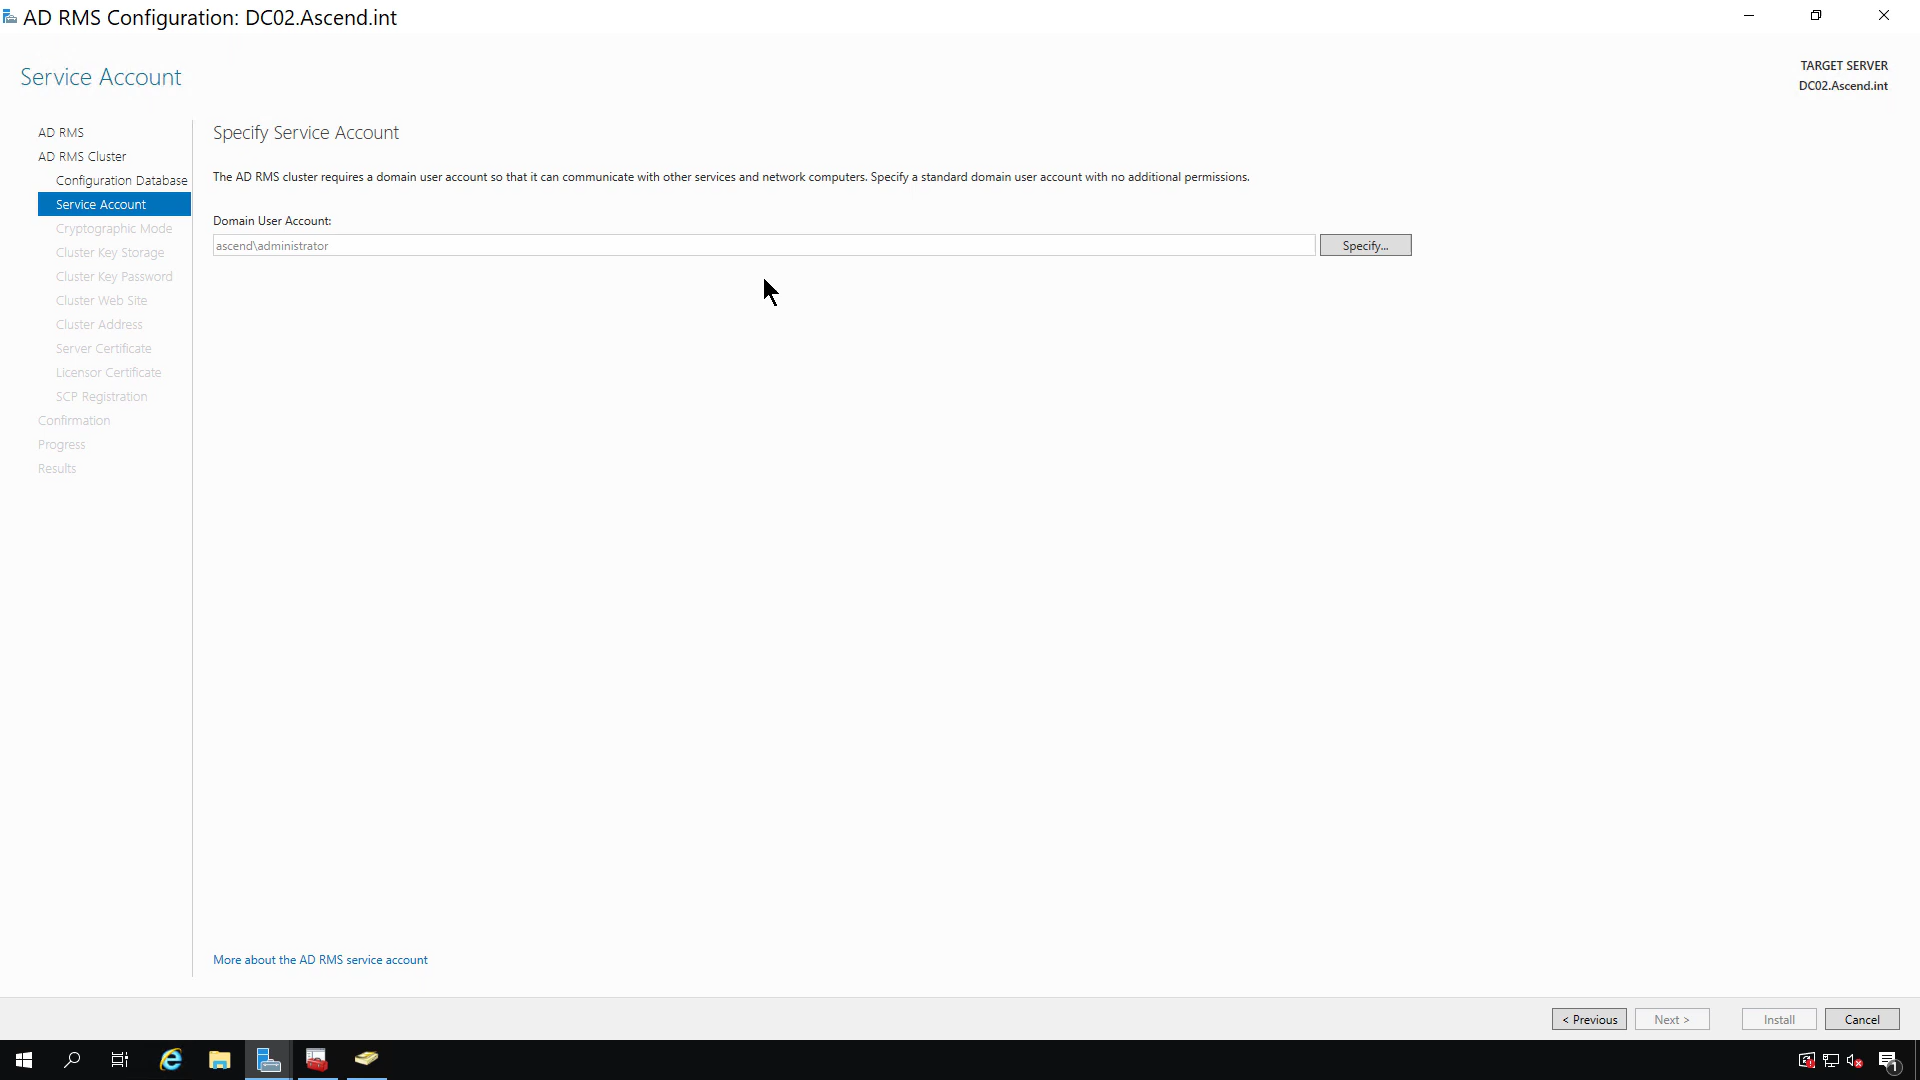 AD RMS Configuration: DC02.Ascend.int
Service Account
TARGET SERVER
DC02.Ascend.int
AD RMS
AD RMS Cluster
Configuration Database
Service Account
Cryptographic Mode
Cluster Key Storage
Cluster Key Password
Cluster Web Site
Cluster Address
Server Certificate
Licensor Certificate
SCP Registration
Confirmation
Progress
Results
Specify Service Account
The AD RMS cluster requires a domain user account so that it can communicate with other services and network computers. Specify a standard domain user account with no additional permissions.
Domain User Account:
ascend\administrator
Specify...
More about the AD RMS service account
< Previous
Next >
Install
Cancel
1